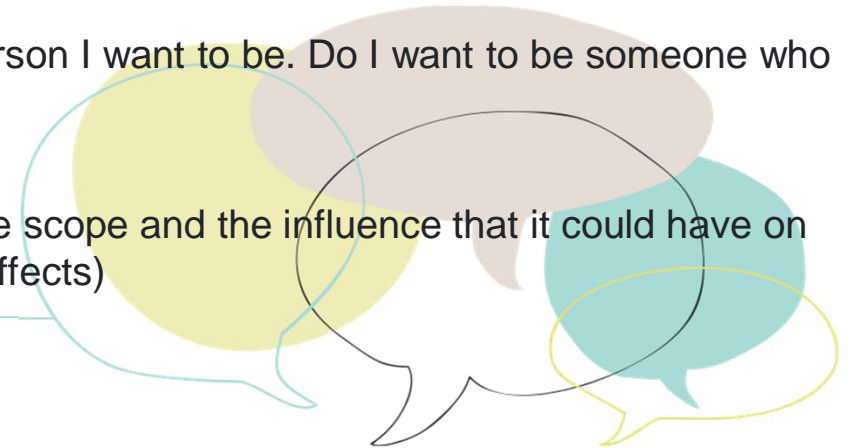 rson I want to be. Do I want to be someone who
e scope and the influence that it could have on
ffects)